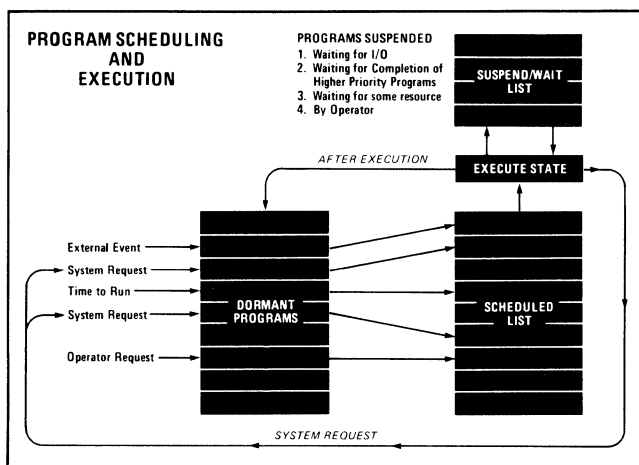 PROGRAM SCHEDULING
AND
EXECUTION
PROGRAMS SUSPENDED
1. Waiting for I/O
2. Waiting for Completion of
Higher Priority Programs
3. Waiting for some resource
4. By Operator
SUSPEND/WAIT
LIST
AFTER EXECUTION
EXECUTE STATE
External Event
System Request
Time to Run
System Request
Operator Request
DORMANT
PROGRAMS
SCHEDULED
LIST
SYSTEM REQUEST